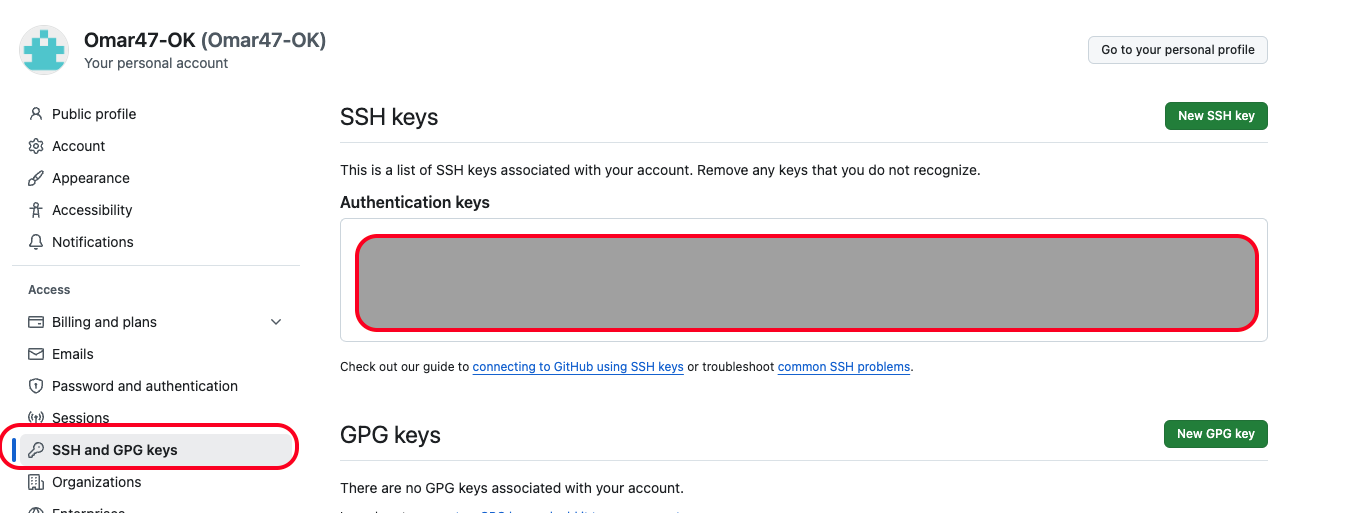 Omar47-OK (Omar47-OK)
Your personal account
Go to your personal profile
Public profile
Account
Appearance
Accessibility
Notifications
Access
Billing and plans
Emails
Password and authentication
Sessions
SSH and GPG keys
Organizations
Enterprises
SSH keys
New SSH key
This is a list of SSH keys associated with your account. Remove any keys that you do not recognize.
Authentication keys
Check out our guide to connecting to GitHub using SSH keys or troubleshoot common SSH problems.
GPG keys
New GPG key
There are no GPG keys associated with your account.